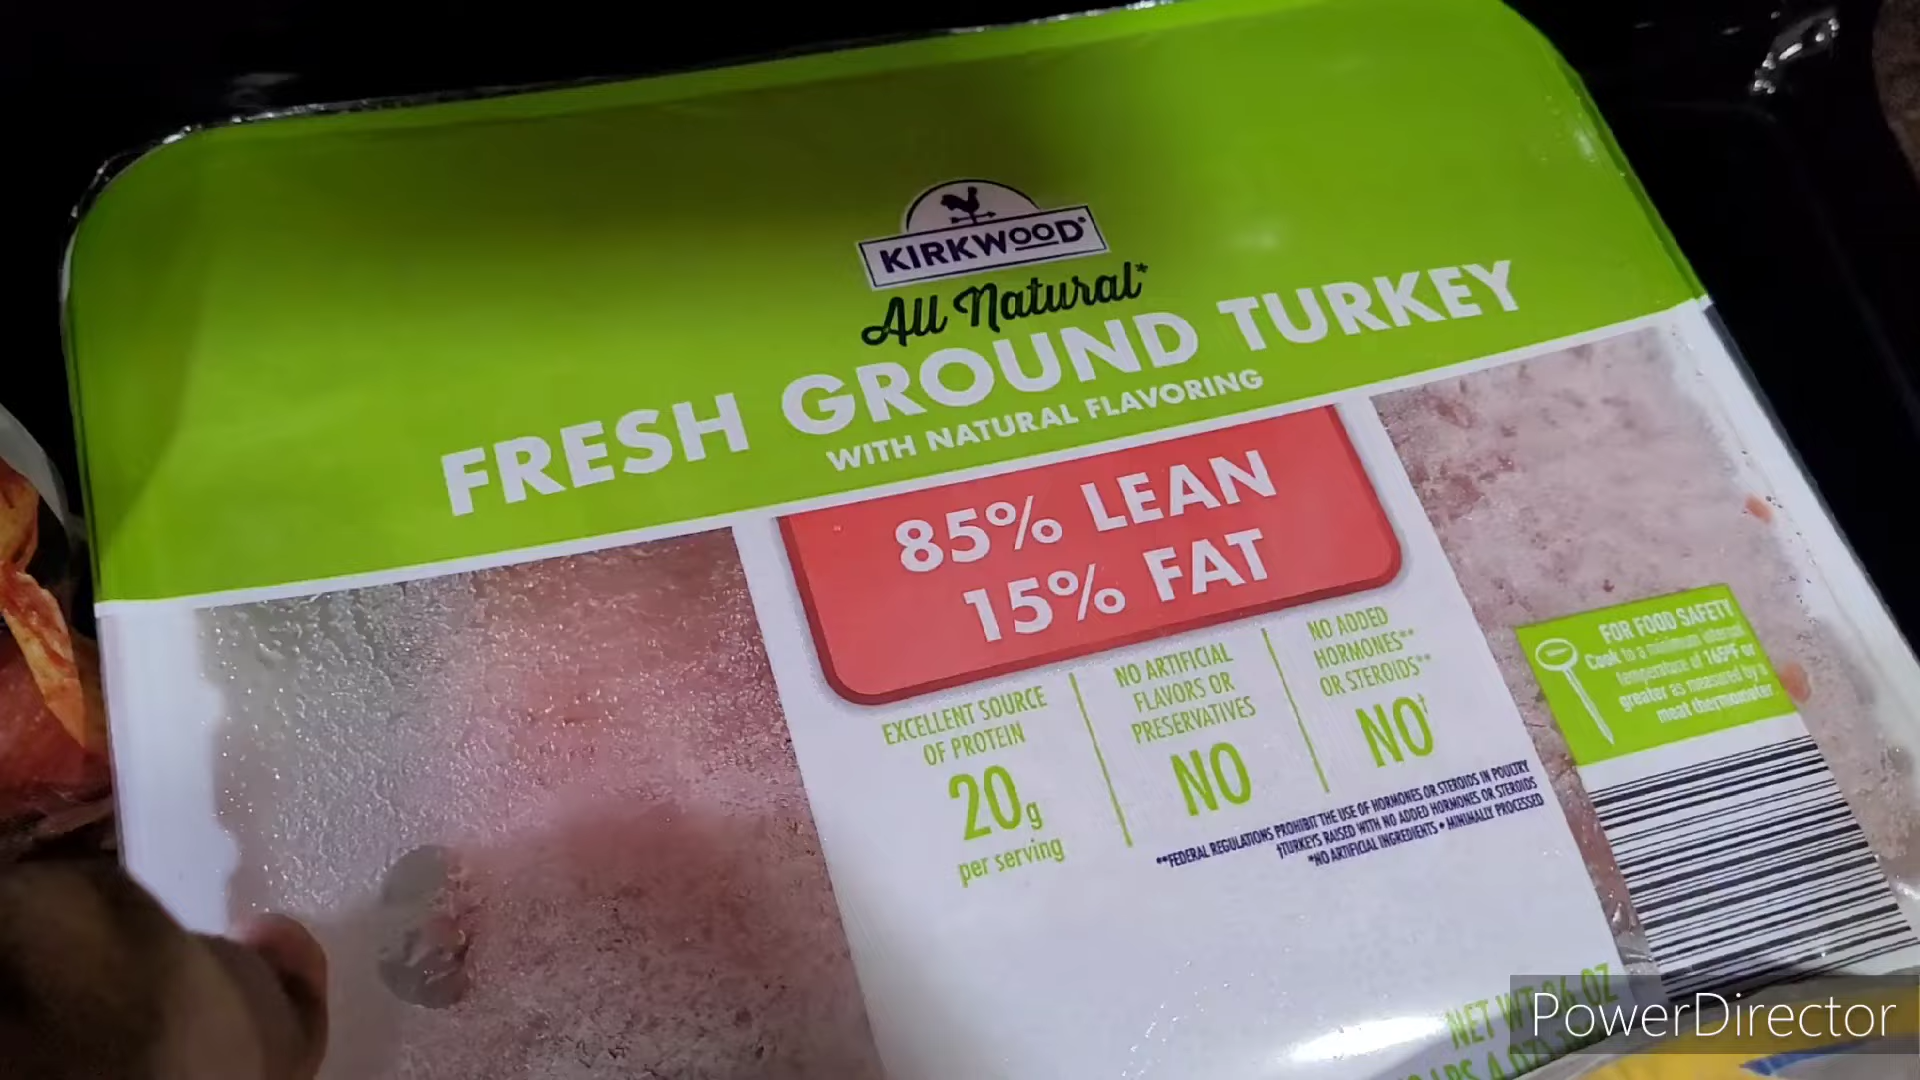 KIRKWOOD®
All Natural*
FRESH GROUND TURKEY
WITH NATURAL FLAVORING
85% LEAN
15% FAT
EXCELLENT SOURCE
OF PROTEIN
20g
per serving
NO ARTIFICIAL
FLAVORS OR
PRESERVATIVES
NO
NO ADDED
HORMONES**
OR STEROIDS**
NO†
**FEDERAL REGULATIONS PROHIBIT THE USE OF HORMONES OR STEROIDS IN POULTRY
†TURKEYS RAISED WITH NO ADDED HORMONES OR STEROIDS
*NO ARTIFICIAL INGREDIENTS • MINIMALLY PROCESSED
FOR FOOD SAFETY
Cook to a minimum internal
temperature of 165°F or
greater as measured by a
meat thermometer
NET WT OZ
LBS 4 OZ)
PowerDirector